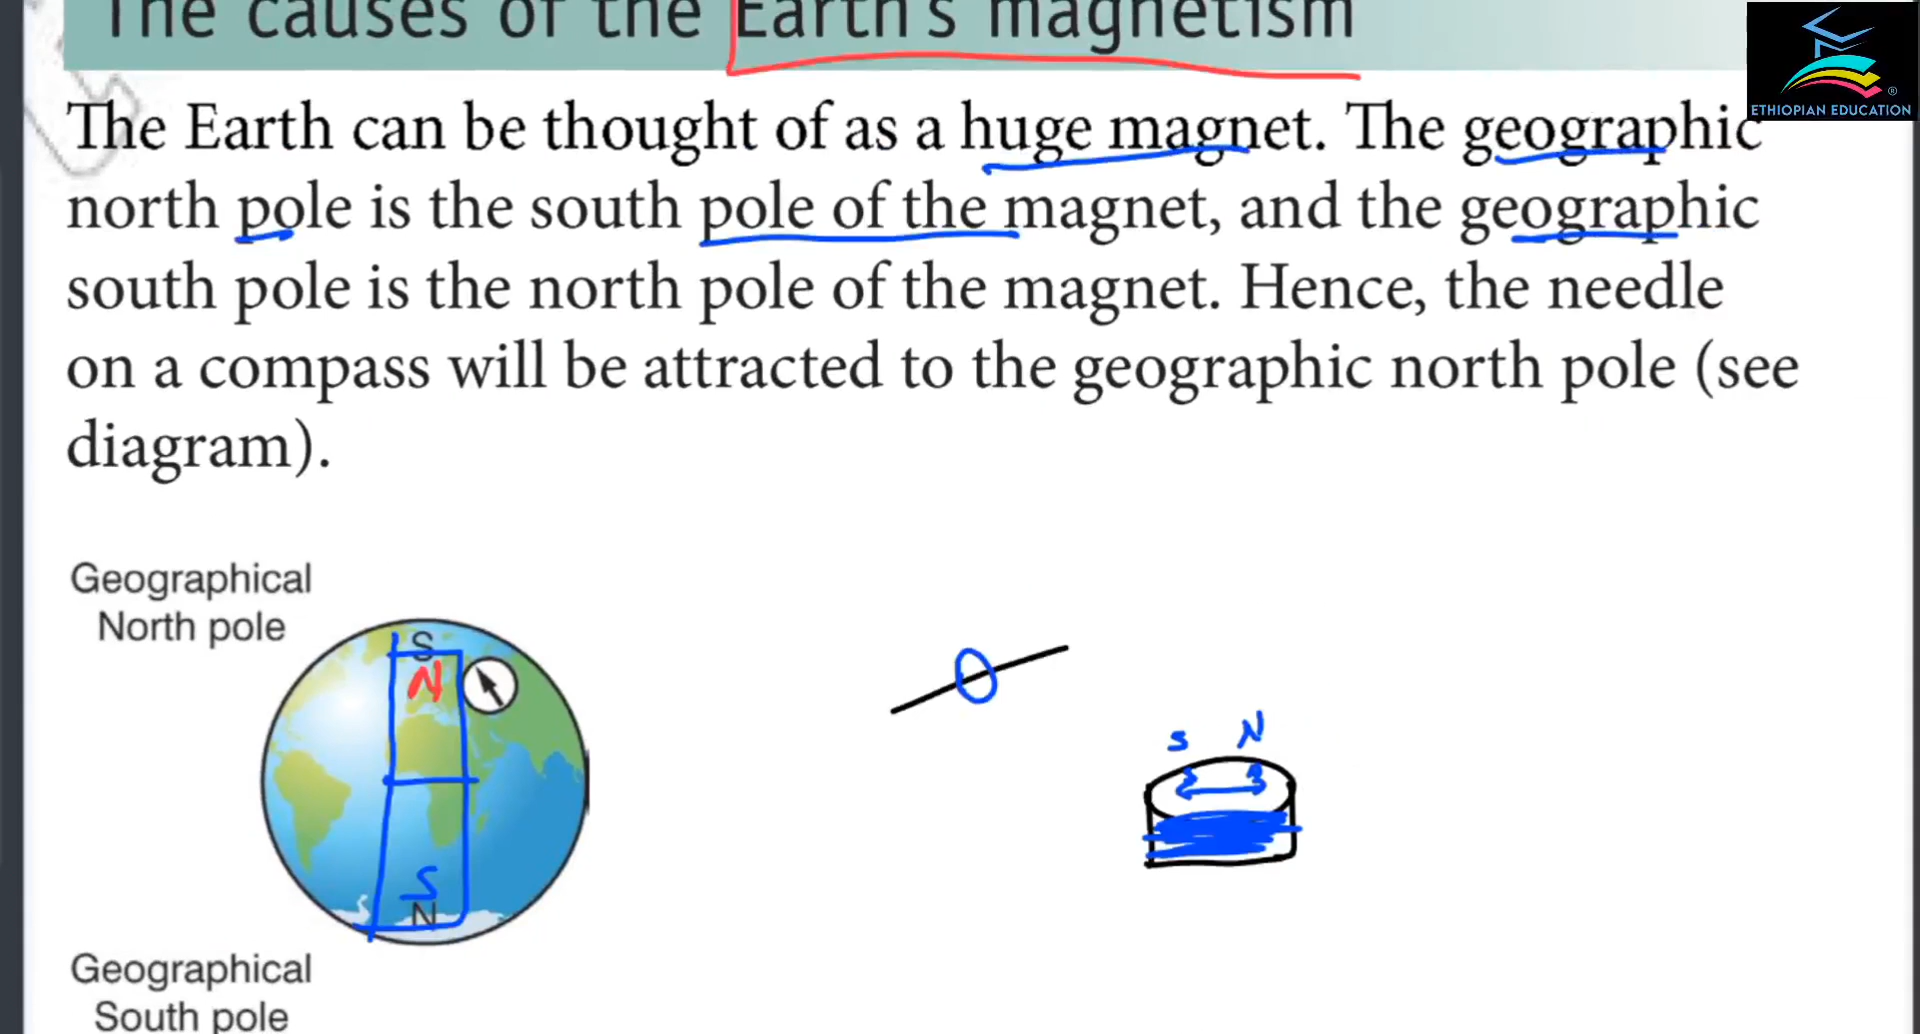 The causes of the Earth's magnetism
ETHIOPIAN EDUCATION
The Earth can be thought of as a huge magnet. The geographic
north pole is the south pole of the magnet, and the geographic
south pole is the north pole of the magnet. Hence, the needle
on a compass will be attracted to the geographic north pole (see
diagram).
Geographical
North pole
S
N
S N
S
N
Geographical
South pole